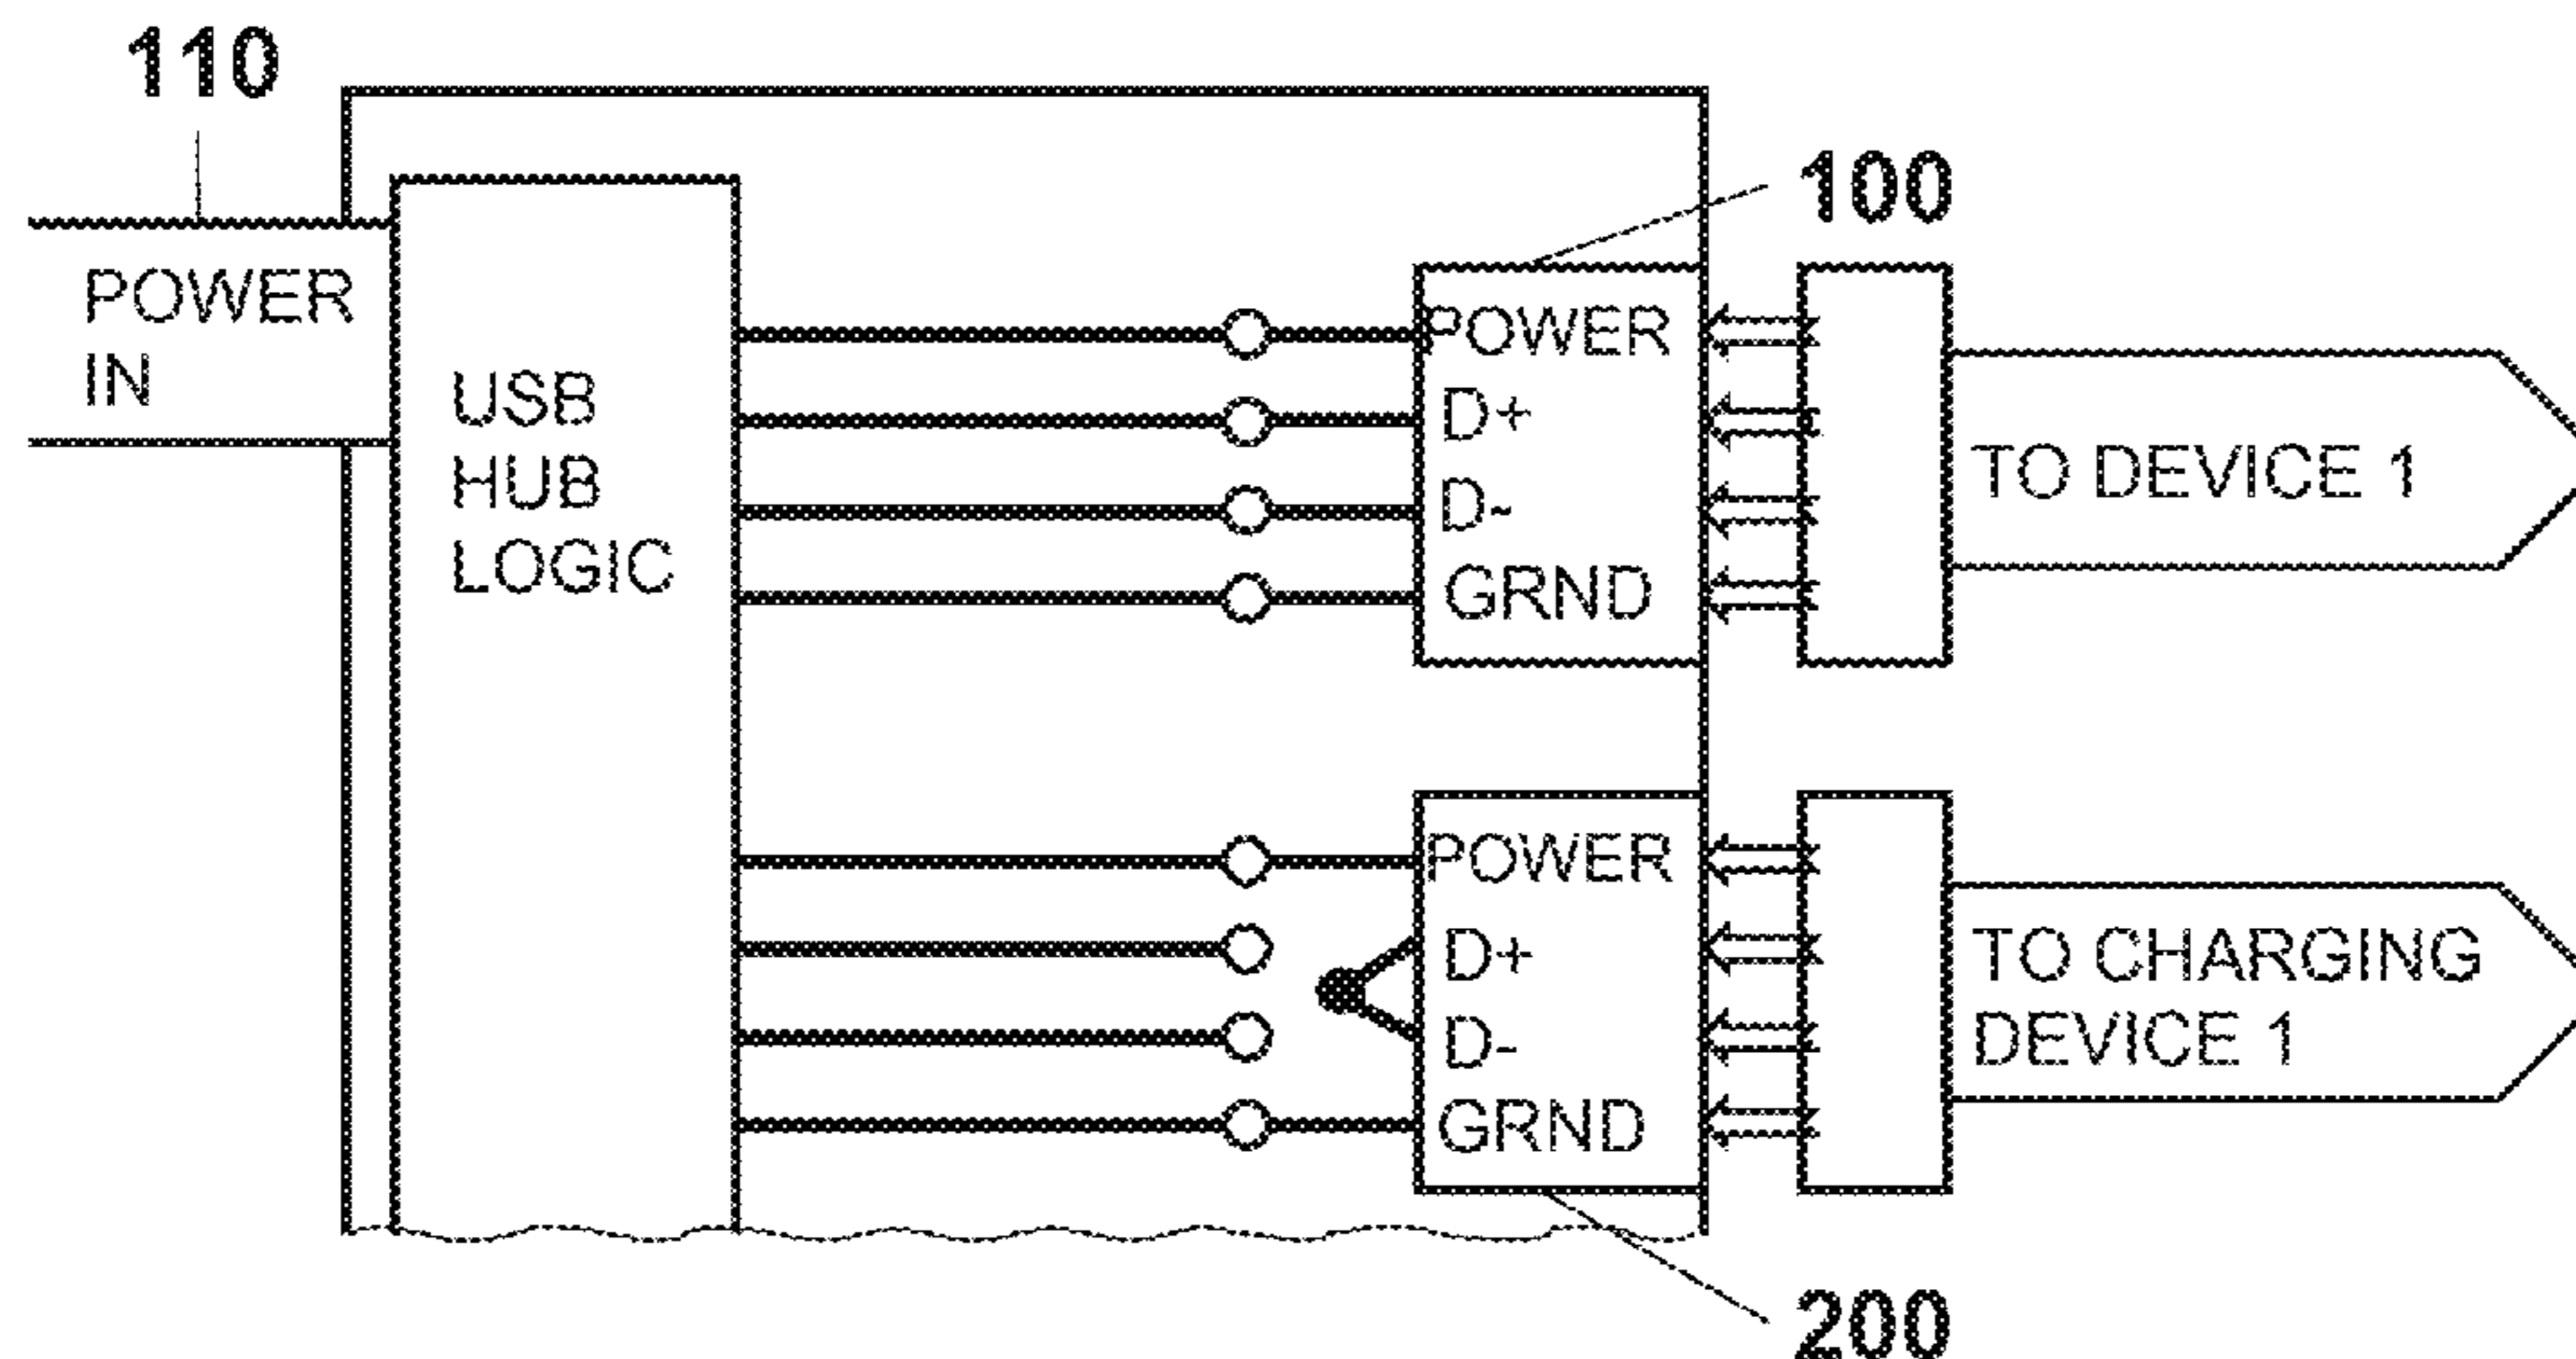 110
100
POWER
IN
USB
HUB
LOGIC
POWER
D+
D-
GRND
TO DEVICE 1
POWER
D+
D-
GRND
TO CHARGING
DEVICE 1
200